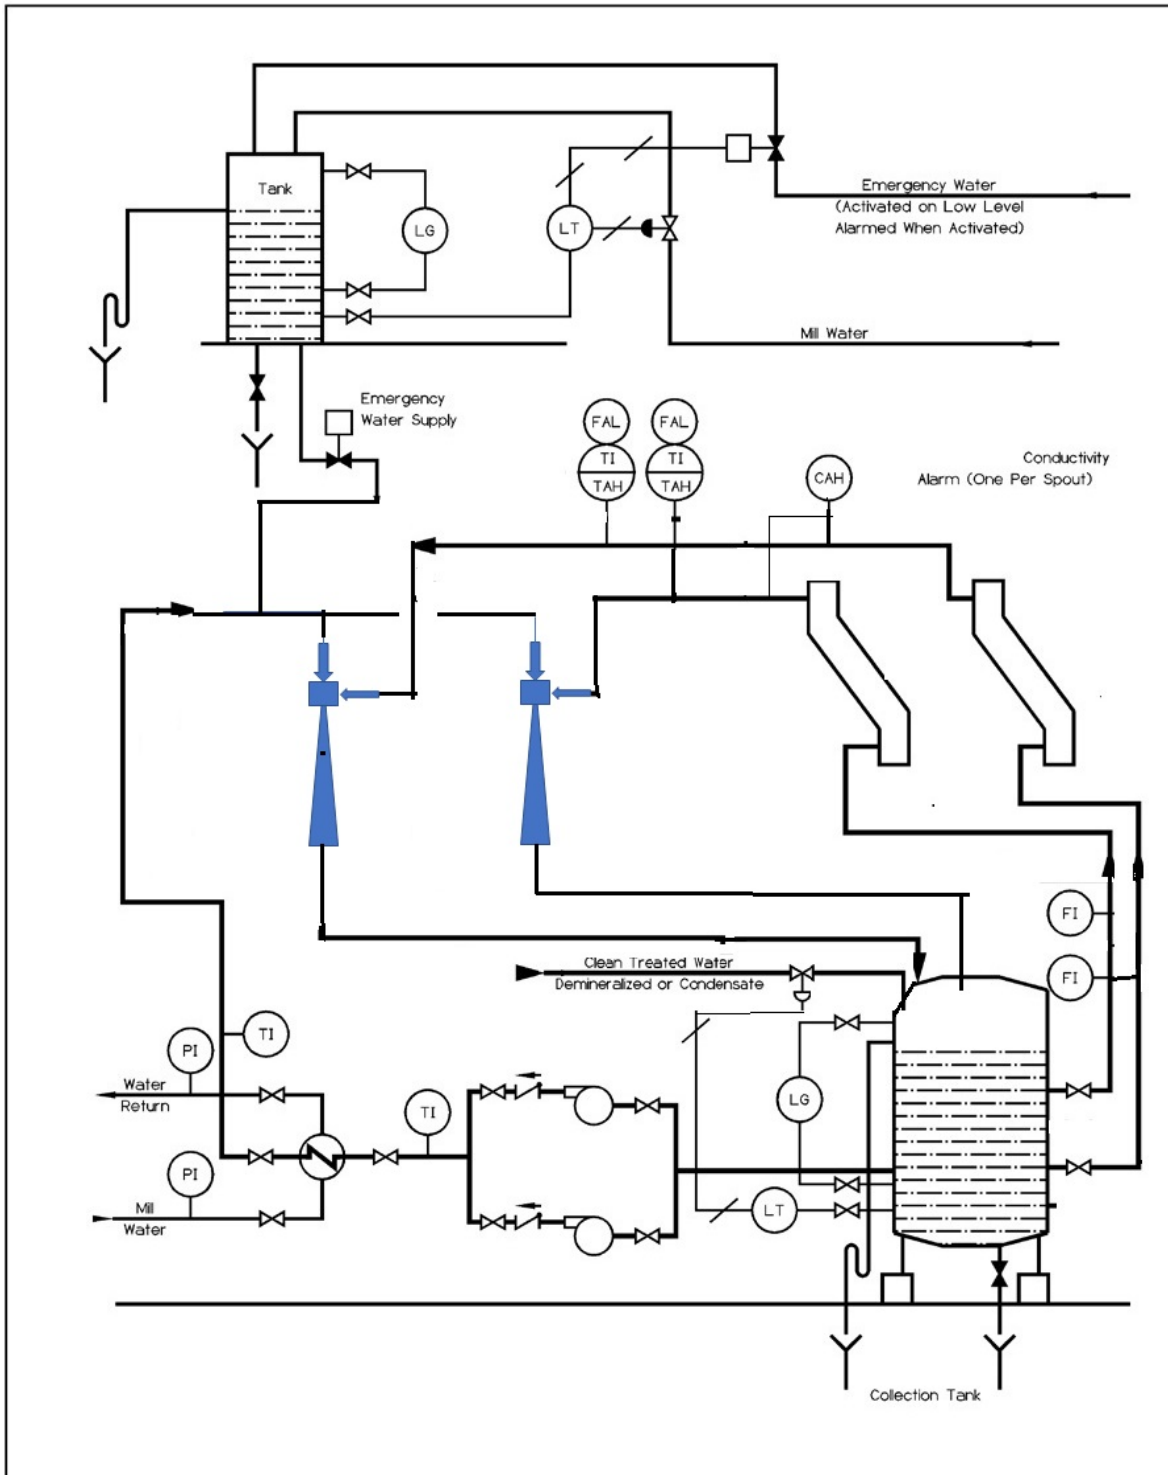 Tank
LG
LT
Emergency Water
(Activated on Low Level
Alarmed When Activated)
Mill Water
Emergency
Water Supply
FAL
TI
TAH
FAL
TI
TAH
CAH
Conductivity
Alarm (One Per Spout)
FI
FI
Clean Treated Water
Demineralized or Condensate
PI
TI
Water
Return
TI
LG
PI
Mill
Water
LT
Collection Tank